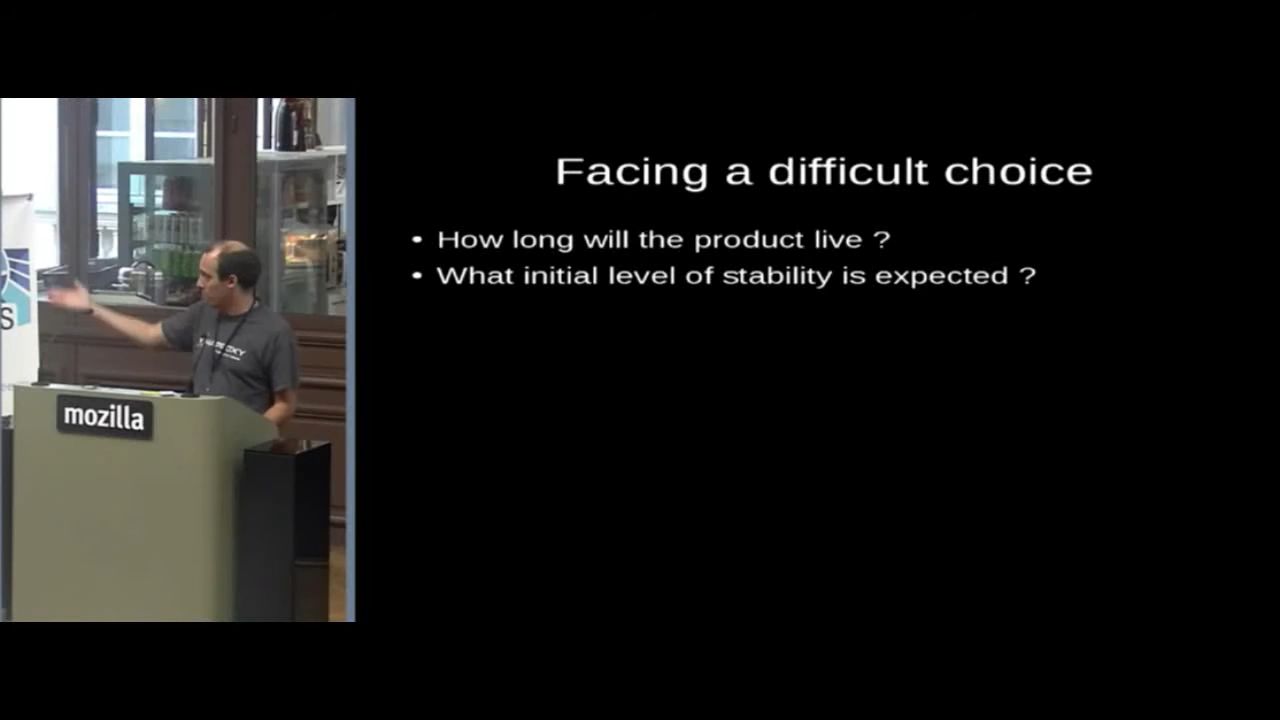 Facing a difficult choice
• How long will the product live ?
• What initial level of stability is expected ?
S
mozilla